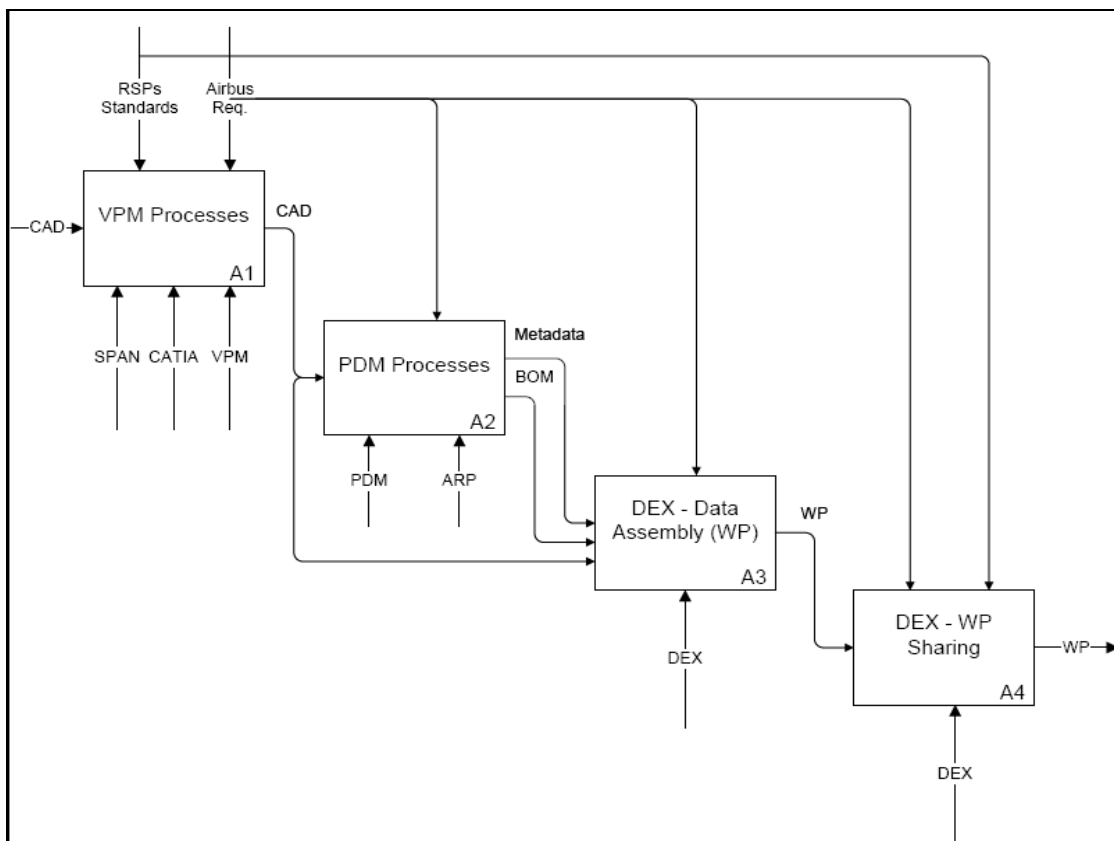 RSPs
Standards
Airbus
Req.
CAD
VPM Processes
A1
CAD
SPAN
CATIA
VPM
PDM Processes
A2
Metadata
BOM
PDM
ARP
DEX - Data
Assembly (WP)
A3
WP
DEX
DEX - WP
Sharing
A4
WP
DEX